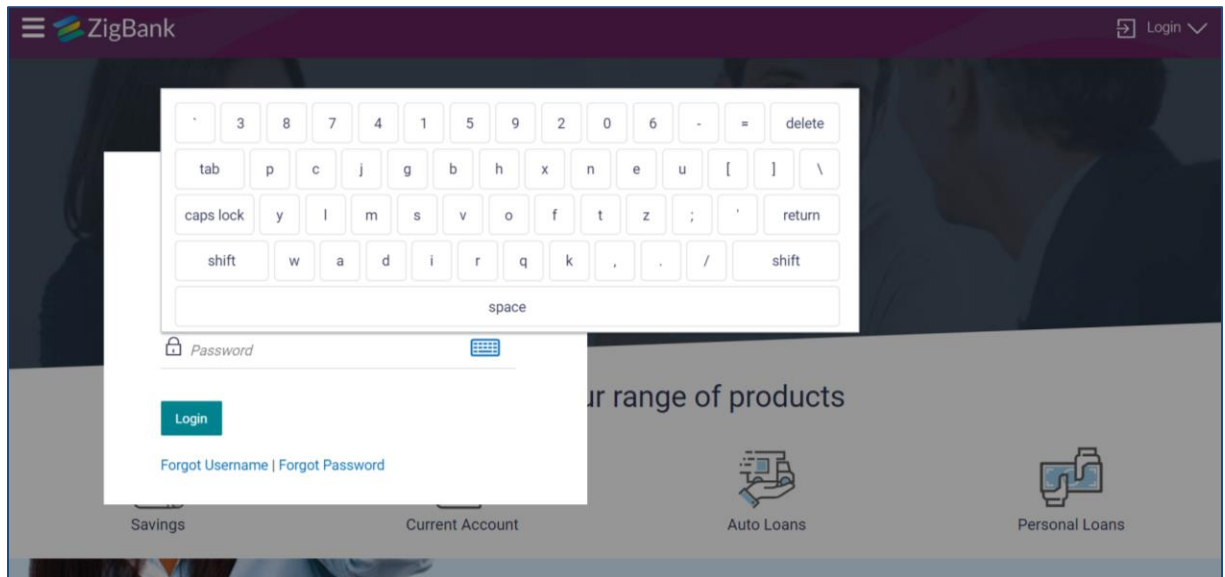 ZigBank Login
` 3 8 7 4 1 5 9 2 0 6 - = delete
tab p c j g b h x n e u [ ] \
caps lock y l m s v o f t z ; ' return
shift w a d i r q k , . / shift
space
Password
ur range of products
Login
Forgot Username | Forgot Password
Savings Current Account Auto Loans Personal Loans